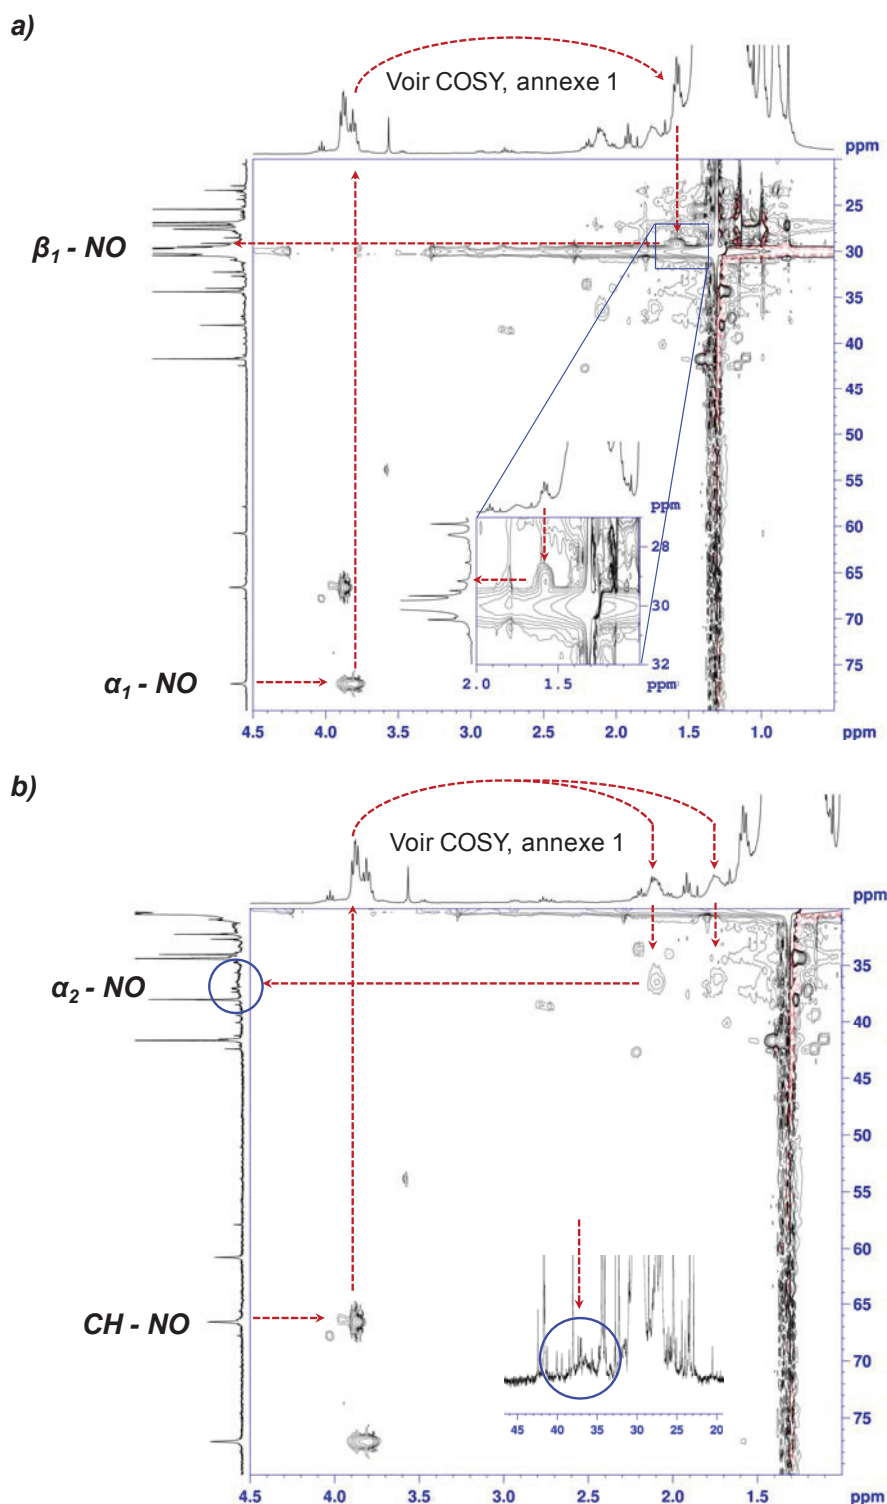 a)
Voir COSY, annexe 1
ppm
25
30
35
40
45
50
55
60
65
70
75
β1 - NO
α1 - NO
ppm
28
30
32
2.0 1.5 ppm
4.5 4.0 3.5 3.0 2.5 2.0 1.5 1.0 ppm
b)
Voir COSY, annexe 1
ppm
35
40
45
50
55
60
65
70
75
α2 - NO
CH - NO
45 40 35 30 25 20
4.5 4.0 3.5 3.0 2.5 2.0 1.5 ppm